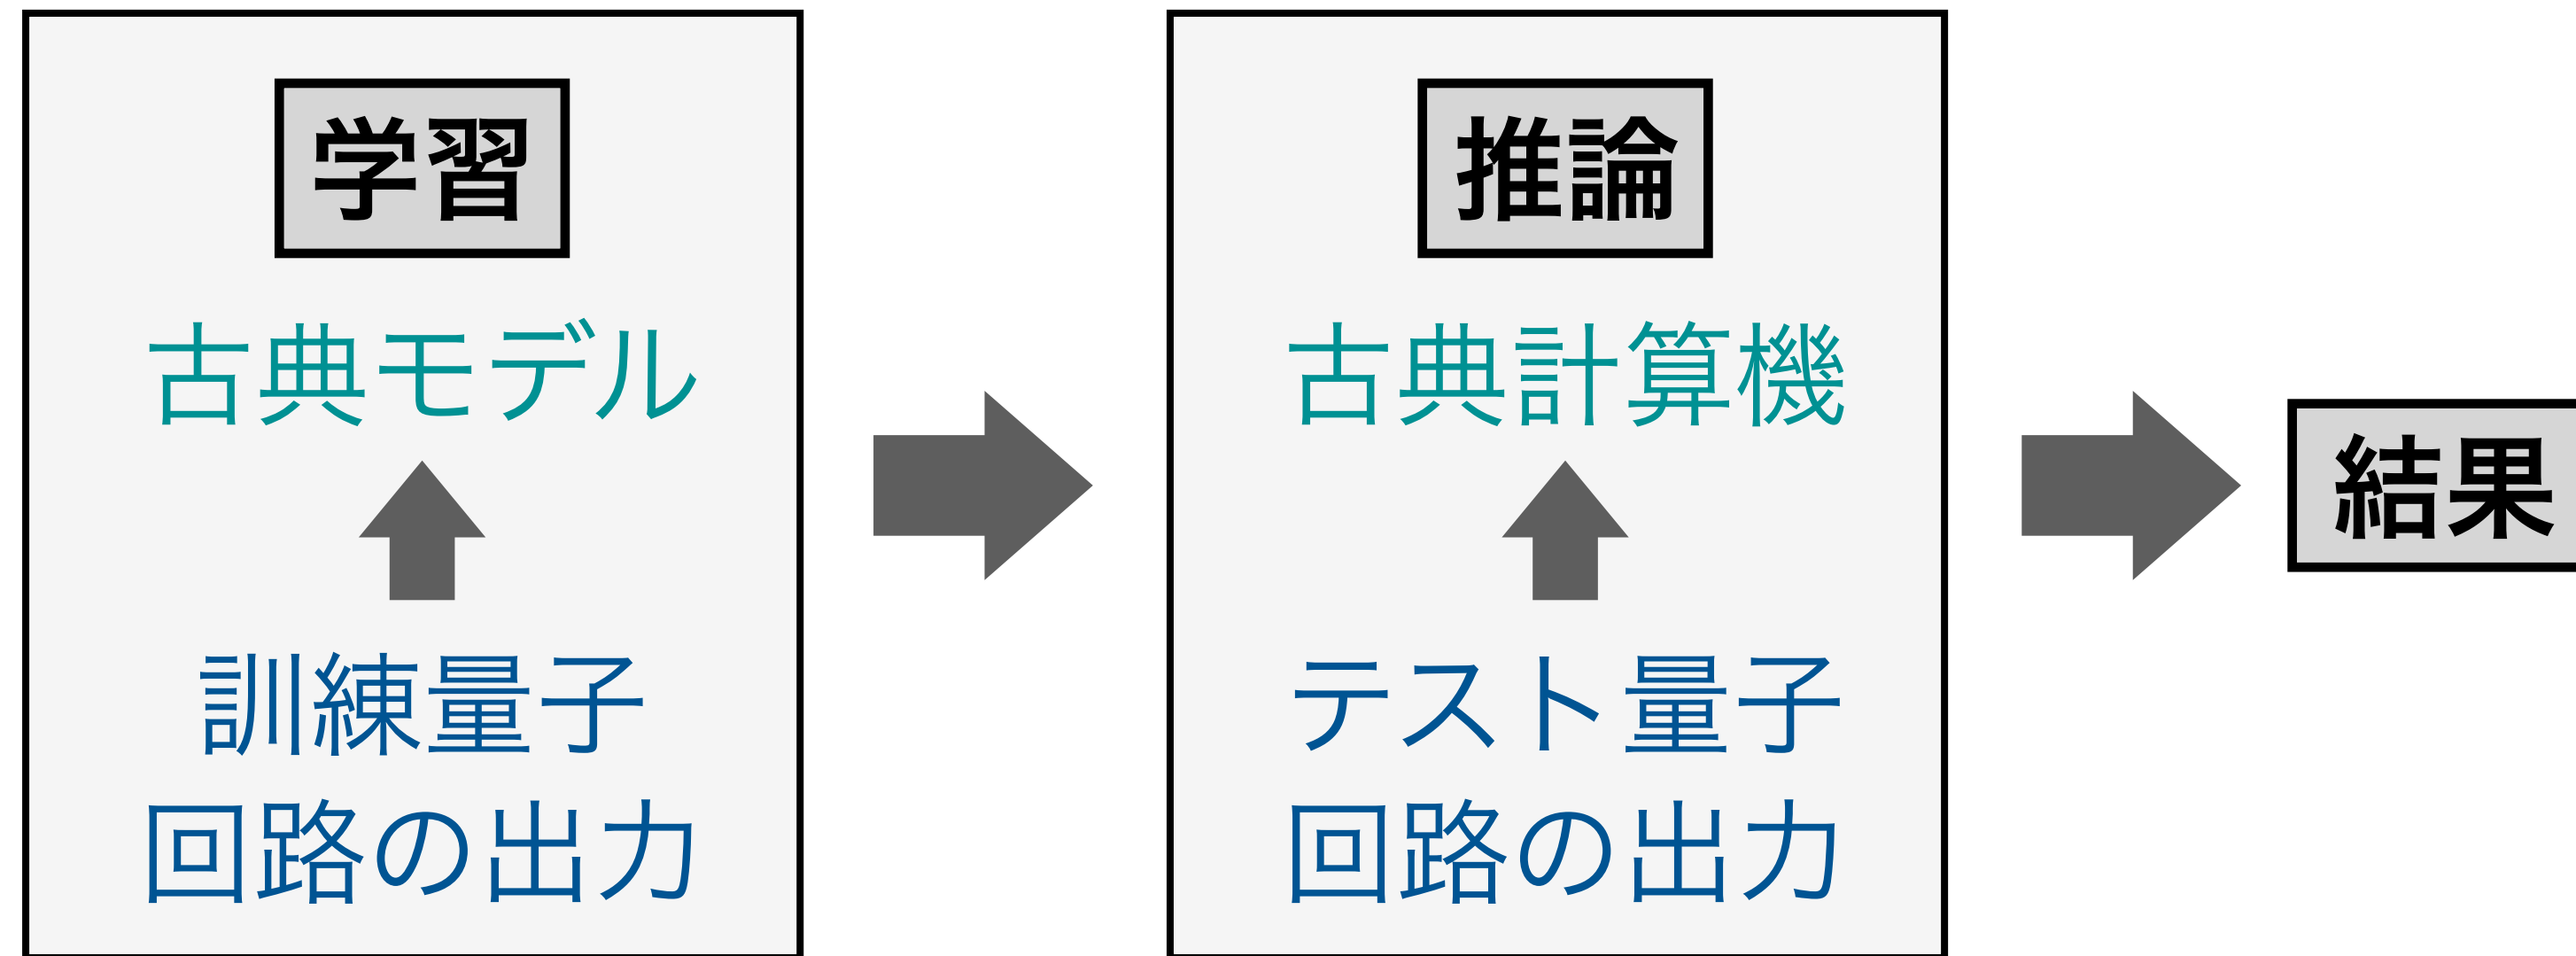 学習
古典モデル
訓練量子
回路の出力
推論
古典計算機
テスト量子
回路の出力
結果